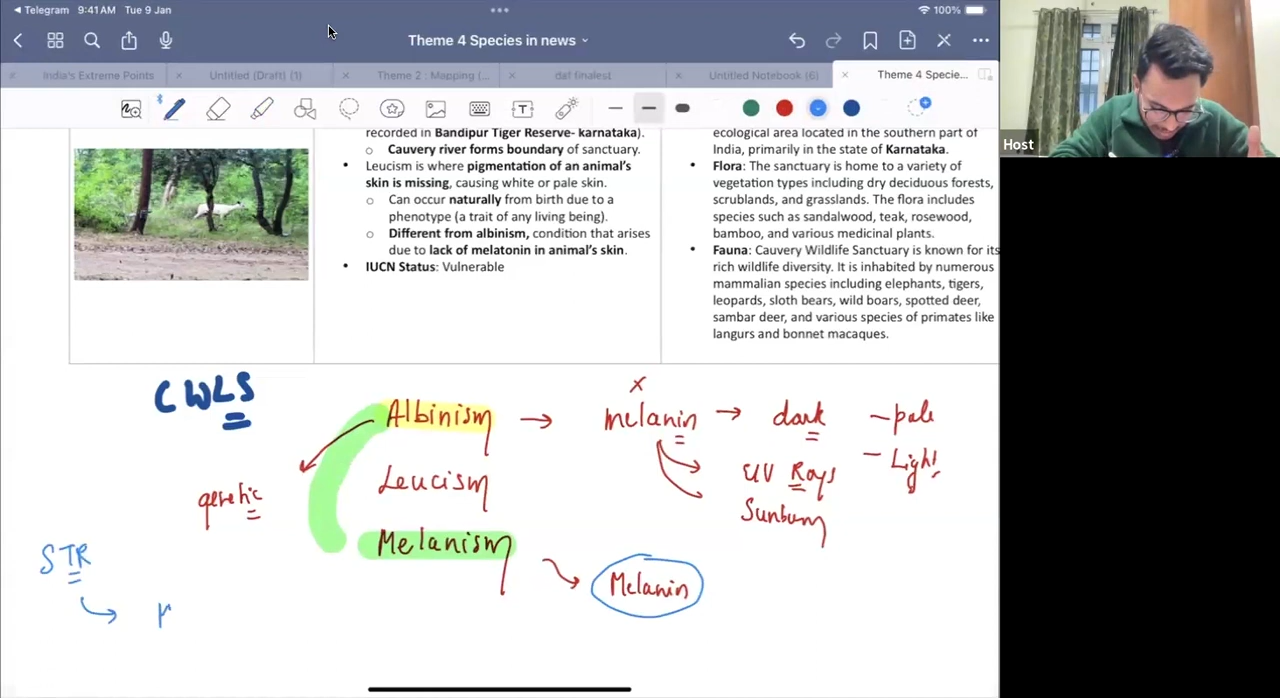 Telegram 9:41 AM Tue 9 Jan
100%
Theme 4 Species in news
India's Extreme Points
Untitled (Draft) (1)
Theme 2 : Mapping (...
daf finalest
Untitled Notebook (6)
Theme 4 Specie...
Host
recorded in Bandipur Tiger Reserve- karnataka).
Cauvery river forms boundary of sanctuary.
Leucism is where pigmentation of an animal's
skin is missing, causing white or pale skin.
Can occur naturally from birth due to a
phenotype (a trait of any living being).
Different from albinism, condition that arises
due to lack of melatonin in animal's skin.
IUCN Status: Vulnerable
ecological area located in the southern part of
India, primarily in the state of Karnataka.
Flora: The sanctuary is home to a variety of
vegetation types including dry deciduous forests,
scrublands, and grasslands. The flora includes
species such as sandalwood, teak, rosewood,
bamboo, and various medicinal plants.
Fauna: Cauvery Wildlife Sanctuary is known for its
rich wildlife diversity. It is inhabited by numerous
mammalian species including elephants, tigers,
leopards, sloth bears, wild boars, spotted deer,
sambar deer, and various species of primates like
langurs and bonnet macaques.
CWLS
x
Albinism → melanin → dark - pale
- Light
UV Rays
Sunburn
genetic
Leucism
Melanism
Melanin
STR